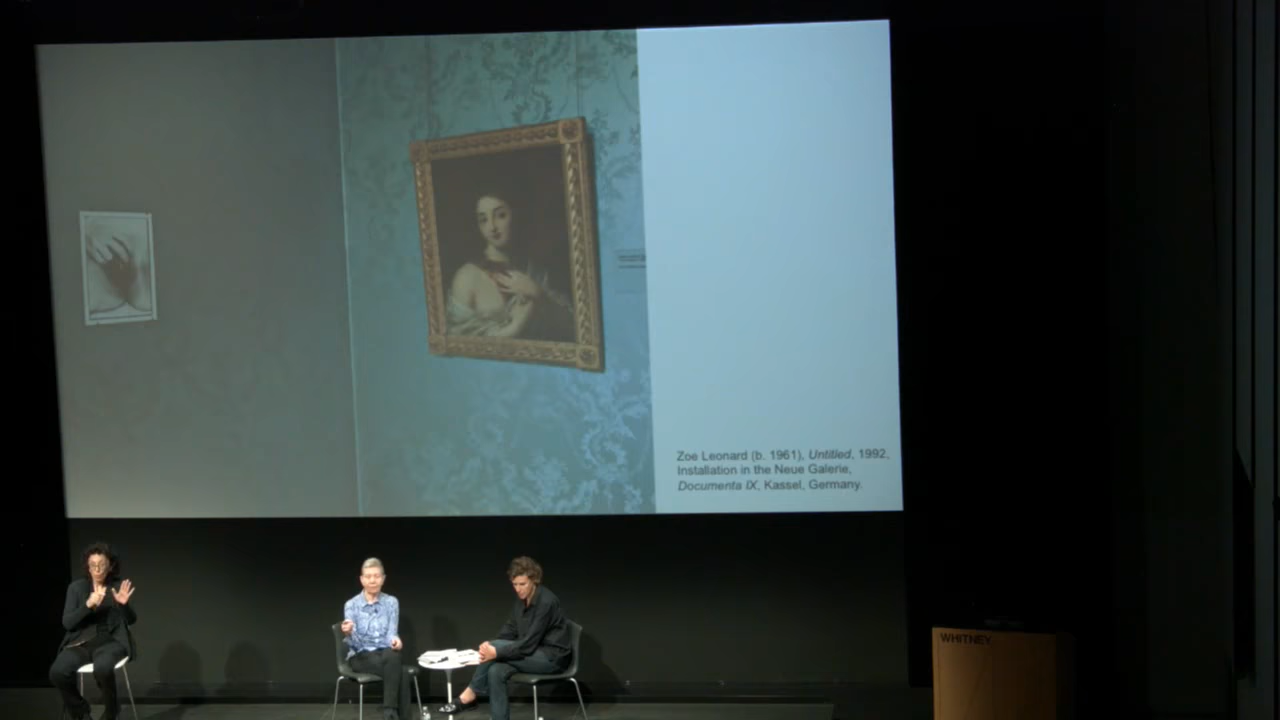 Zoe Leonard (b. 1961), Untitled, 1992,
Installation in the Neue Galerie,
Documenta IX, Kassel, Germany.
WHITNEY